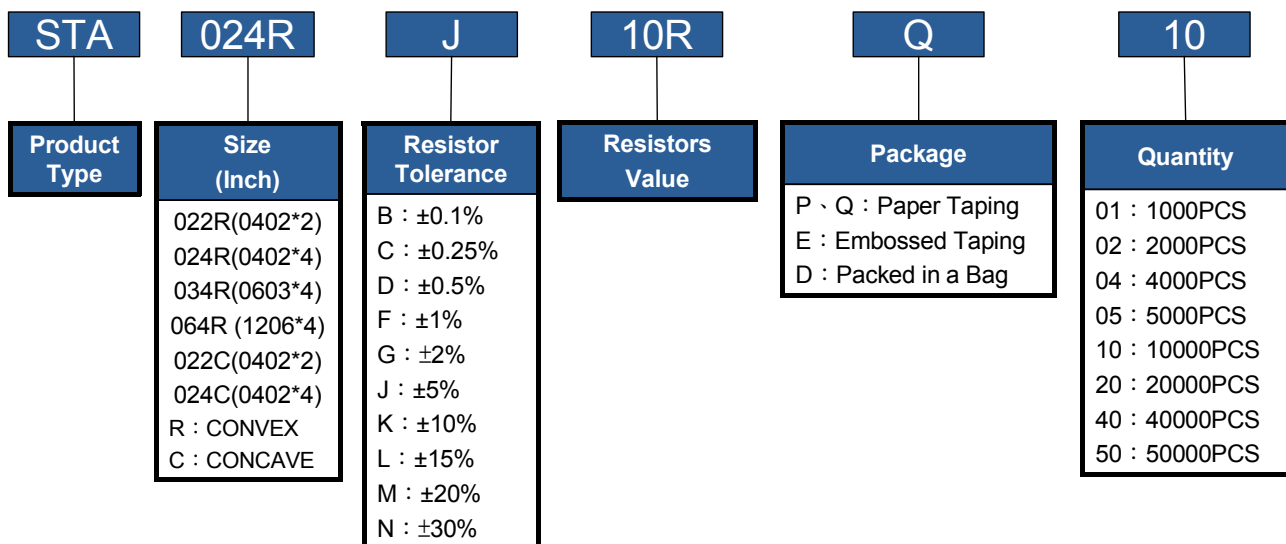 STA 024R J 10R Q 10
Product
Type
Size
(Inch)
022R(0402*2)
024R(0402*4)
034R(0603*4)
064R (1206*4)
022C(0402*2)
024C(0402*4)
R：CONVEX
C：CONCAVE
Resistor
Tolerance
B：±0.1%
C：±0.25%
D：±0.5%
F：±1%
G：±2%
J：±5%
K：±10%
L：±15%
M：±20%
N：±30%
Resistors
Value
Package
P、Q：Paper Taping
E：Embossed Taping
D：Packed in a Bag
Quantity
01：1000PCS
02：2000PCS
04：4000PCS
05：5000PCS
10：10000PCS
20：20000PCS
40：40000PCS
50：50000PCS